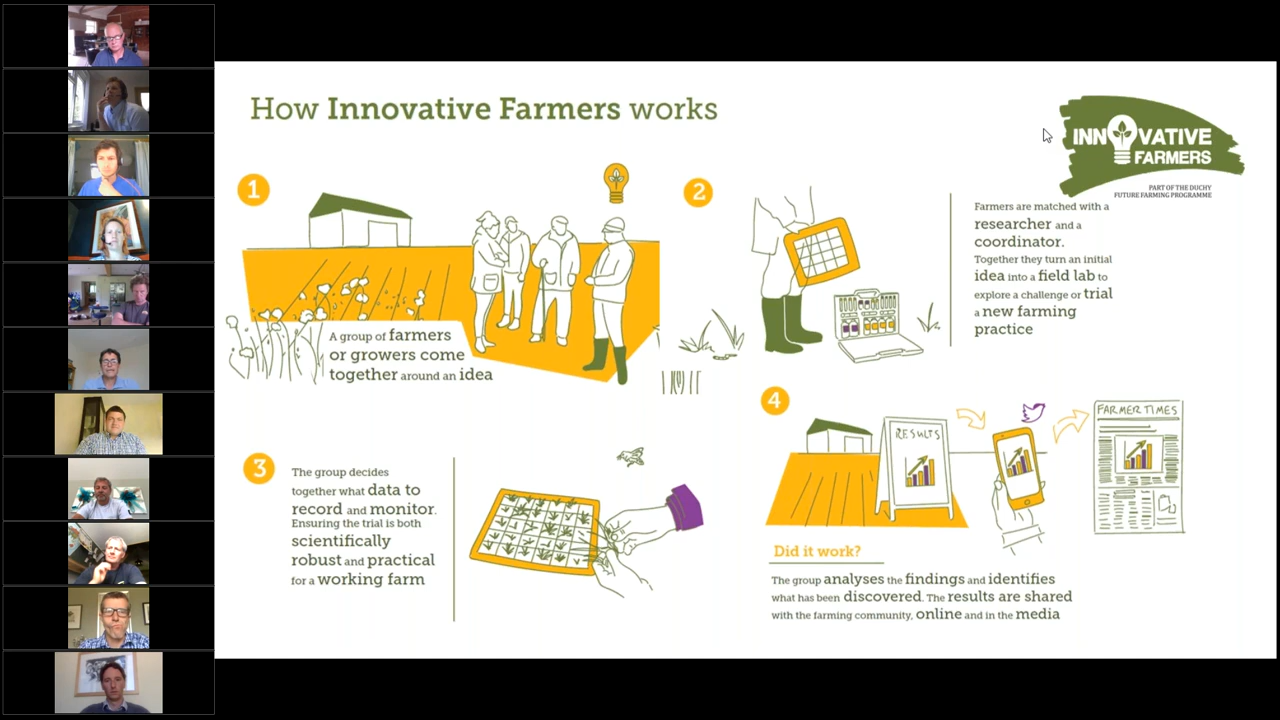 How Innovative Farmers works
INNOVATIVE
FARMERS
PART OF THE DUCHY
FUTURE FARMING PROGRAMME
1
A group of farmers
or growers come
together around an idea
2
Farmers are matched with a
researcher and a
coordinator.
Together they turn an initial
idea into a field lab to
explore a challenge or trial
a new farming
practice
3
The group decides
together what data to
record and monitor.
Ensuring the trial is both
scientifically
robust and practical
for a working farm
4
RESULTS
FARMER TIMES
Did it work?
The group analyses the findings and identifies
what has been discovered. The results are shared
with the farming community, online and in the media